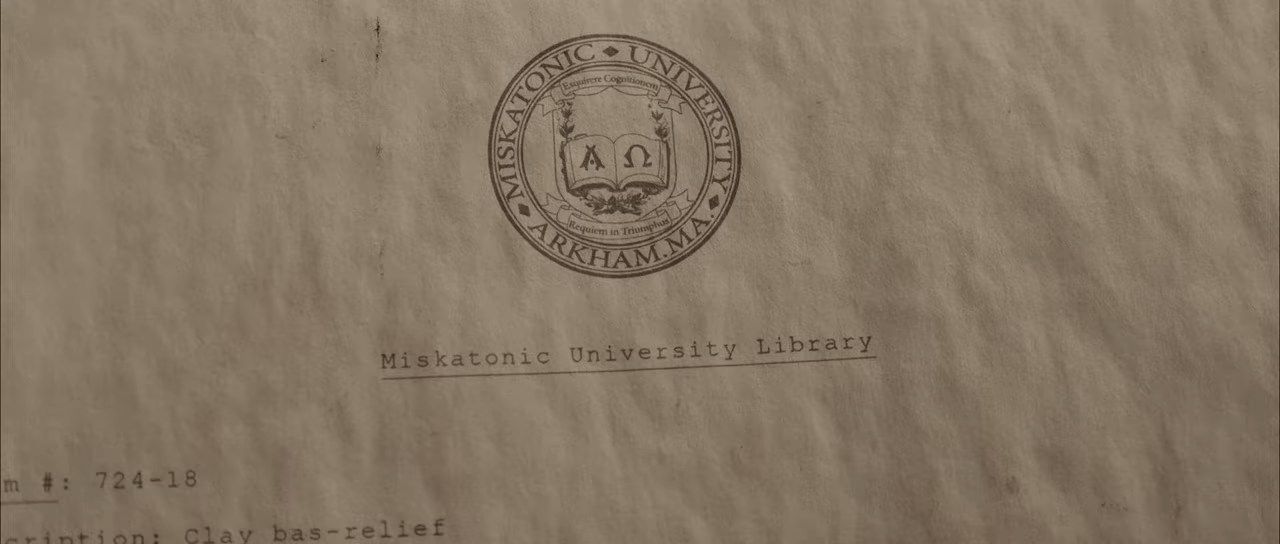 MISKATONIC ♦ UNIVERSITY ♦ ARKHAM.MA. ♦
Exquirere Cognitionem
Α Ω
Requiem in Triumphus
Miskatonic University Library
m #: 724-18
cription: Clay bas-relief